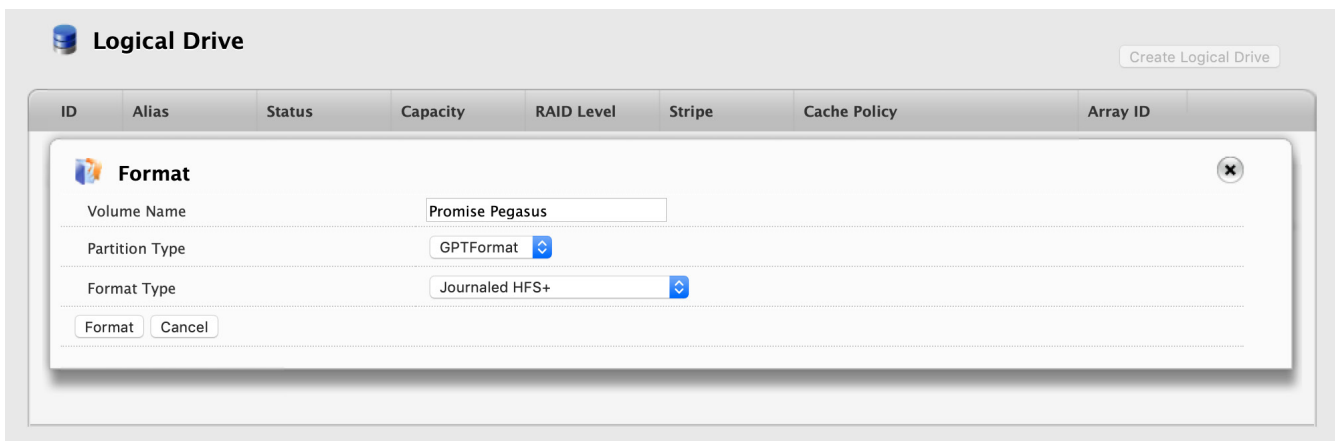 Logical Drive
Create Logical Drive
ID Alias Status Capacity RAID Level Stripe Cache Policy Array ID
Format
Volume Name Promise Pegasus
Partition Type GPTFormat
Format Type Journaled HFS+
Format Cancel